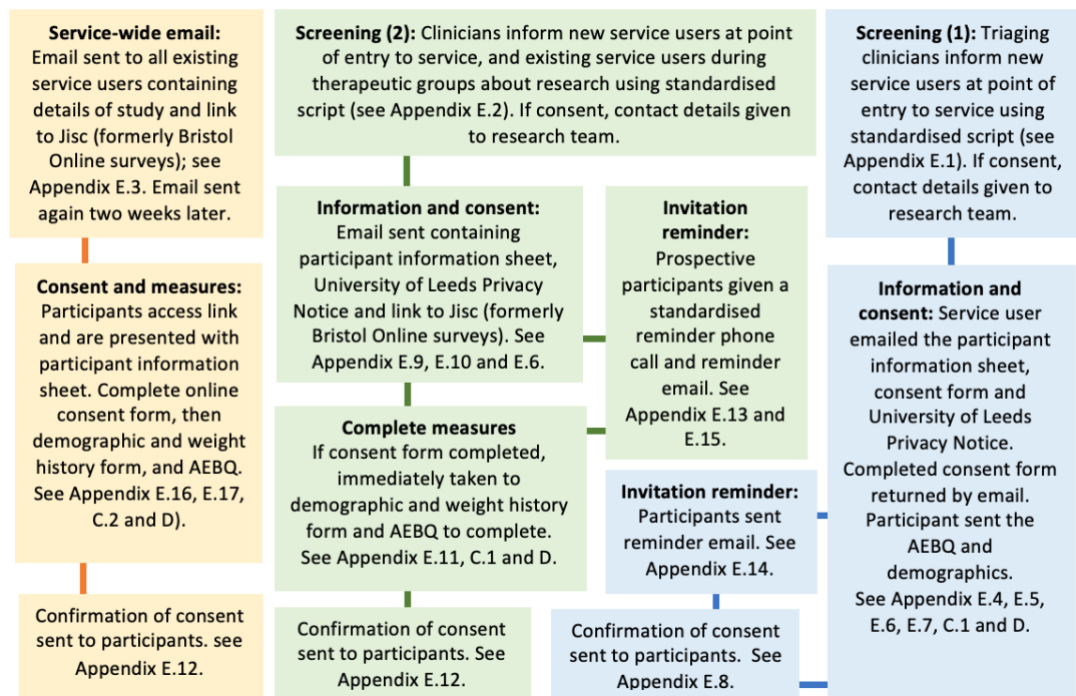 Service-wide email:
Email sent to all existing
service users containing
details of study and link
to Jisc (formerly Bristol
Online surveys); see
Appendix E.3. Email sent
again two weeks later.
Consent and measures:
Participants access link
and are presented with
participant information
sheet. Complete online
consent form, then
demographic and weight
history form, and AEBQ.
See Appendix E.16, E.17,
C.2 and D).
Confirmation of consent
sent to participants. see
Appendix E.12.
Screening (2): Clinicians inform new service users at point
of entry to service, and existing service users during
therapeutic groups about research using standardised
script (see Appendix E.2). If consent, contact details given
to research team.
Information and consent:
Email sent containing
participant information sheet,
University of Leeds Privacy
Notice and link to Jisc (formerly
Bristol Online surveys). See
Appendix E.9, E.10 and E.6.
Invitation
reminder:
Prospective
participants given a
standardised
reminder phone
call and reminder
email. See
Appendix E.13 and
E.15.
Complete measures
If consent form completed,
immediately taken to
demographic and weight history
form and AEBQ to complete.
See Appendix E.11, C.1 and D.
Confirmation of consent
sent to participants. See
Appendix E.12.
Screening (1): Triaging
clinicians inform new
service users at point of
entry to service using
standardised script (see
Appendix E.1). If consent,
contact details given to
research team.
Information and
consent: Service user
emailed the participant
information sheet,
consent form and
University of Leeds
Privacy Notice.
Completed consent form
returned by email.
Participant sent the
AEBQ and
demographics.
See Appendix E.4, E.5,
E.6, E.7, C.1 and D.
Invitation reminder:
Participants sent
reminder email. See
Appendix E.14.
Confirmation of consent
sent to participants. See
Appendix E.8.